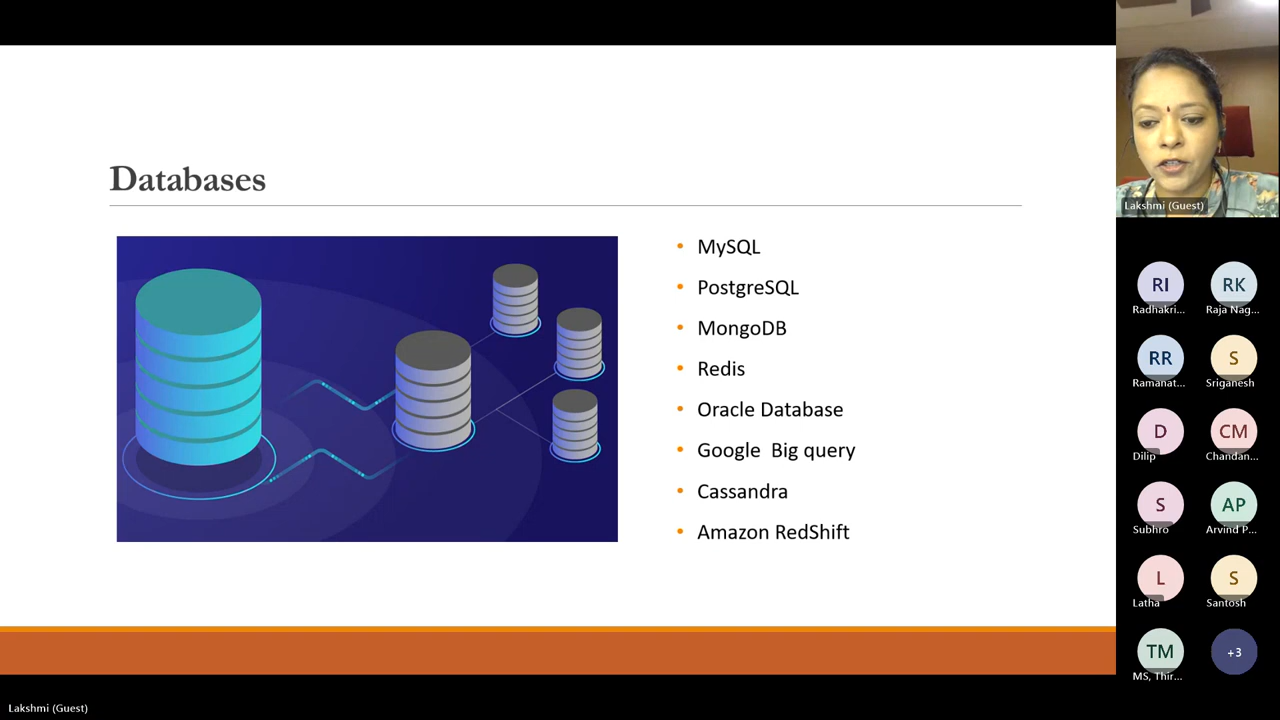 Databases
MySQL
PostgreSQL
MongoDB
Redis
Oracle Database
Google Big query
Cassandra
Amazon RedShift
Lakshmi (Guest)
RI
RK
Radhakri...
Raja Nag...
RR
S
Ramanat...
Sriganesh
D
CM
Dilip
Chandan...
S
AP
Subhro
Arvind P...
L
S
Latha
Santosh
TM
+3
MS, Thir...
Lakshmi (Guest)